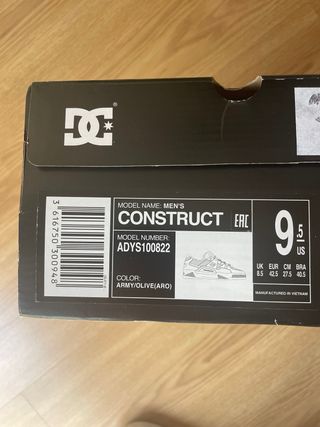 DC
®
MODEL NAME: MEN'S
CONSTRUCT
EAC
MODEL NUMBER:
ADYS100822
COLOR:
ARMY/OLIVE(ARO)
3 616750 300948
9.5
US
UK EUR CM BRA
8.5 42.5 27.5 40.5
MANUFACTURED IN VIETNAM